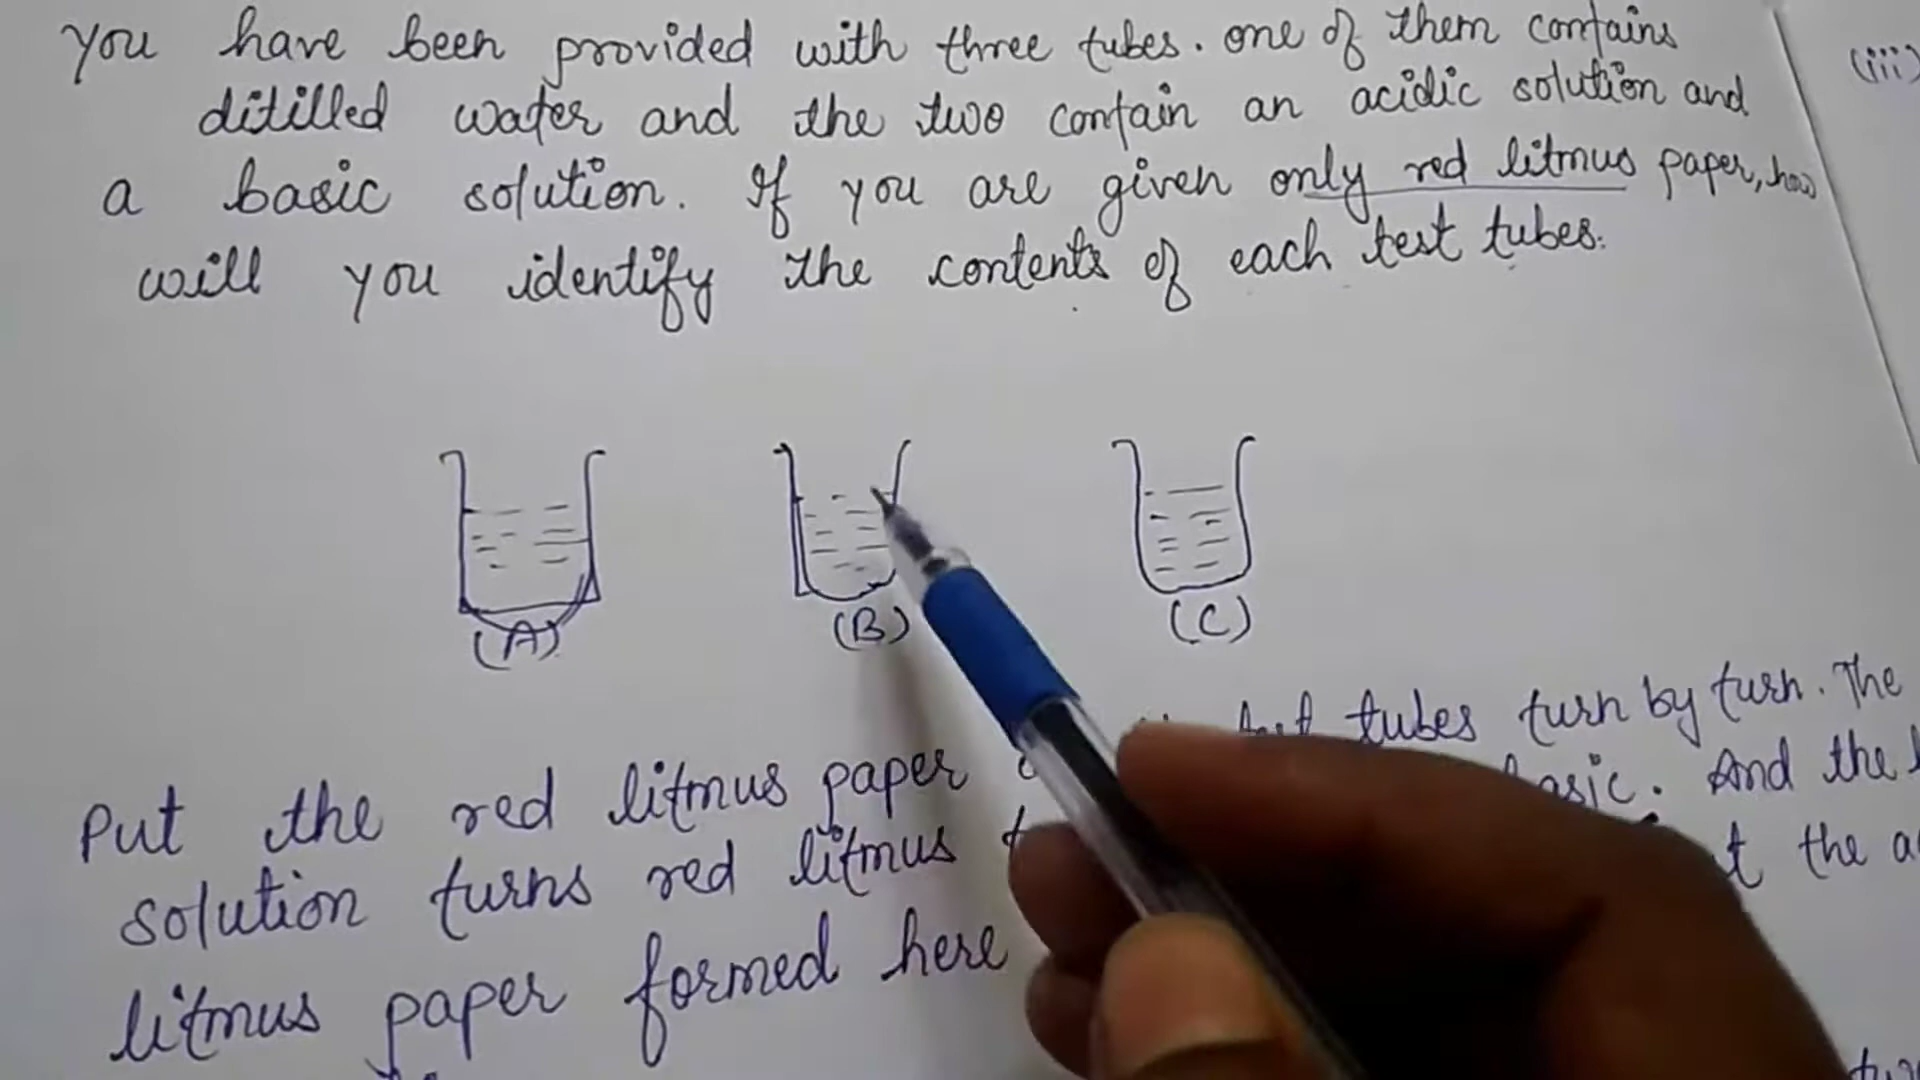 you have been provided with three tubes. one of them contains
ditilled water and the two contain an acidic solution and
a basic solution. If you are given only red litmus paper, how
will you identify the contents of each test tubes.
(iii)
(A) (B) (C)
Put the red litmus paper tubes turn by turn. The
solution turns red litmus basic. And the
litmus paper formed here the